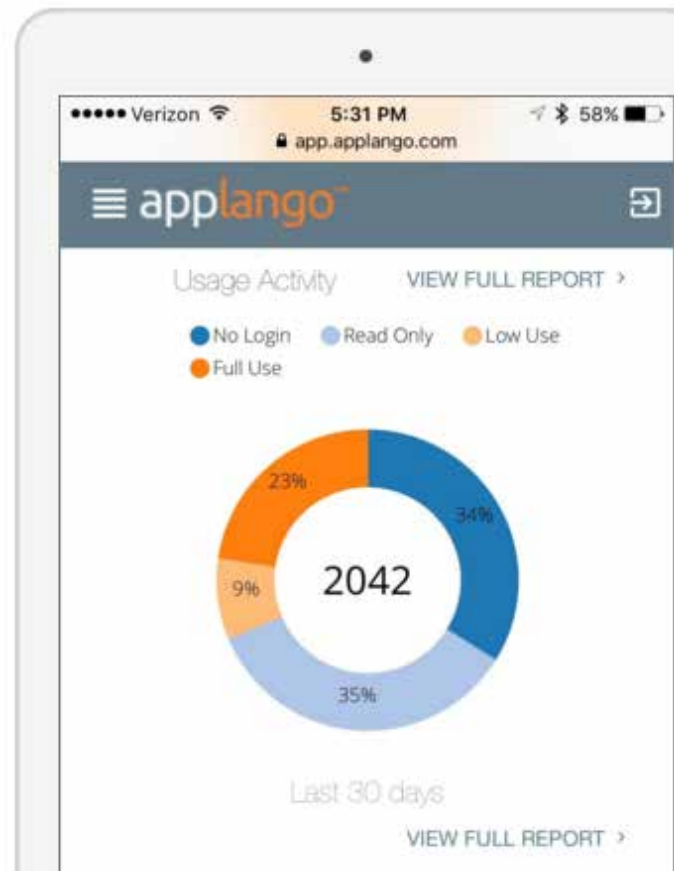 Verizon 5:31 PM 58%
app.applango.com
applango™
Usage Activity VIEW FULL REPORT >
No Login Read Only Low Use
Full Use
23%
34%
2042
9%
35%
Last 30 days
VIEW FULL REPORT >